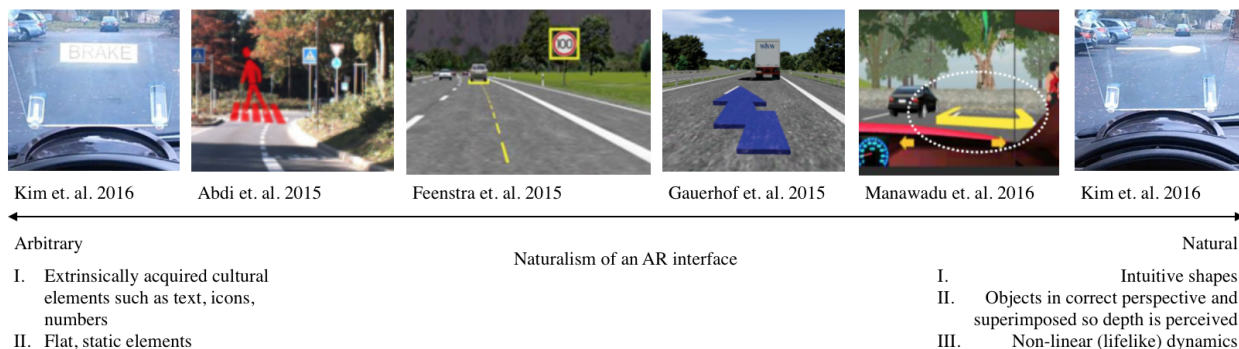 BRAKE
100
Kim et. al. 2016
Abdi et. al. 2015
Feenstra et. al. 2015
Gauerhof et. al. 2015
Manawadu et. al. 2016
Kim et. al. 2016
Arbitrary
Natural
Naturalism of an AR interface
I. Extrinsically acquired cultural
elements such as text, icons,
numbers
II. Flat, static elements
I. Intuitive shapes
II. Objects in correct perspective and
superimposed so depth is perceived
III. Non-linear (lifelike) dynamics